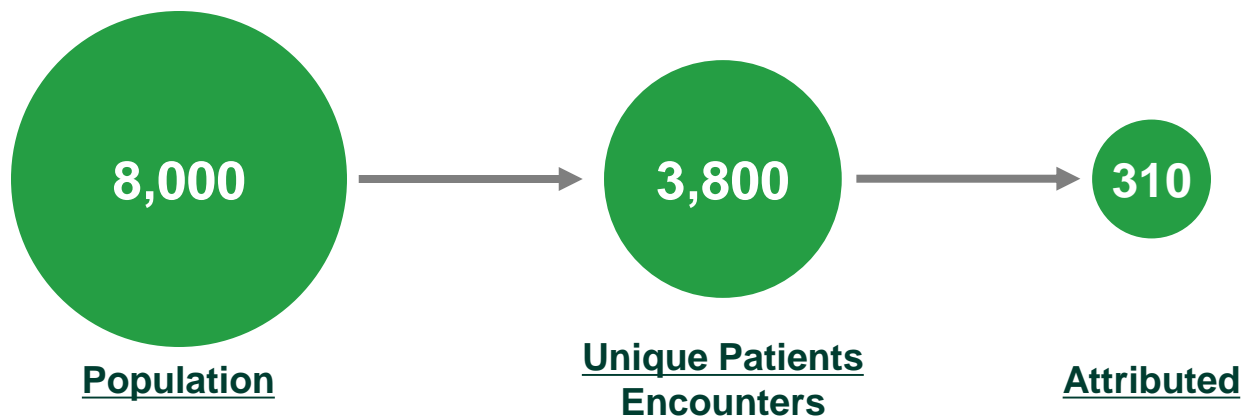 8,000
3,800
310
Population
Unique Patients
Encounters
Attributed